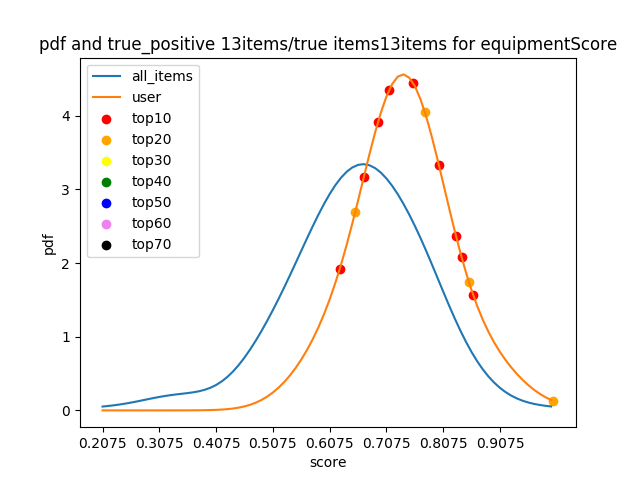 pdf and true_positive 13items/true items13items for equipmentScore
all_items
user
top10
top20
top30
top40
top50
top60
top70
pdf
4
3
2
1
0
0.2075 0.3075 0.4075 0.5075 0.6075 0.7075 0.8075 0.9075
score